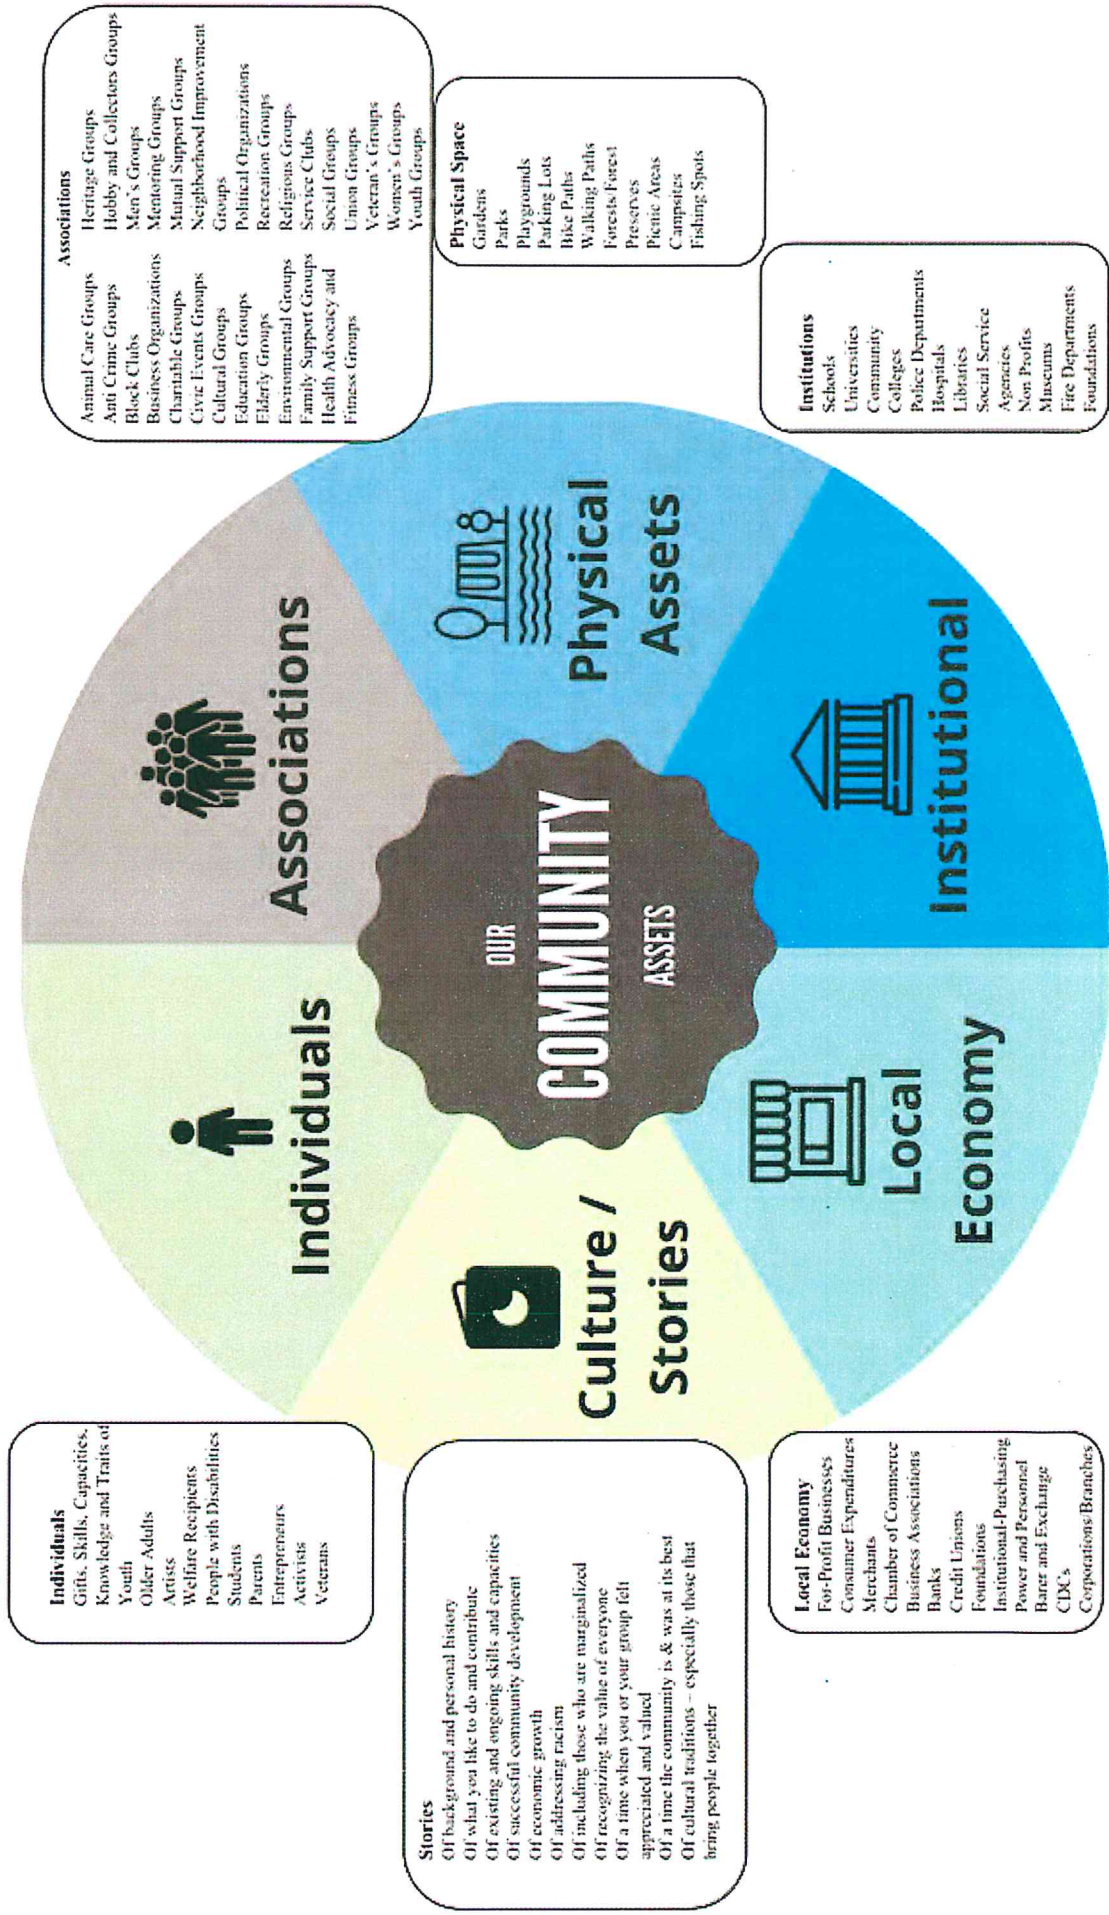 Individuals
Gifts, Skills, Capacities,
Knowledge and Traits of
Youth
Older Adults
Artists
Welfare Recipients
People with Disabilities
Students
Parents
Entrepreneurs
Activists
Veterans
Stories
Of background and personal history
Of what you like to do and contribute
Of existing and ongoing skills and capacities
Of successful community development
Of economic growth
Of addressing racism
Of including those who are marginalized
Of recognizing the value of everyone
Of a time when you or your group felt
appreciated and valued
Of a time the community is & was at its best
Of cultural traditions – especially those that
bring people together
Local Economy
For-Profit Businesses
Consumer Expenditures
Merchants
Chamber of Commerce
Business Associations
Banks
Credit Unions
Foundations
Institutional-Purchasing
Power and Personnel
Barer and Exchange
CDCs
Corporations/Branches
Individuals
Associations
Culture /
Stories
OUR
COMMUNITY
ASSETS
Physical
Assets
Local
Economy
Institutional
Associations
Animal Care Groups
Anti Crime Groups
Block Clubs
Business Organizations
Charitable Groups
Civic Events Groups
Cultural Groups
Education Groups
Elderly Groups
Environmental Groups
Family Support Groups
Health Advocacy and
Fitness Groups
Heritage Groups
Hobby and Collectors Groups
Men's Groups
Mentoring Groups
Mutual Support Groups
Neighborhood Improvement
Groups
Political Organizations
Recreation Groups
Religious Groups
Service Clubs
Social Groups
Union Groups
Veteran's Groups
Women's Groups
Youth Groups
Physical Space
Gardens
Parks
Playgrounds
Parking Lots
Bike Paths
Walking Paths
Forests/Forest
Preserves
Picnic Areas
Campsites
Fishing Spots
Institutions
Schools
Universities
Community
Colleges
Police Departments
Hospitals
Libraries
Social Service
Agencies
Non Profits
Museums
Fire Departments
Foundations